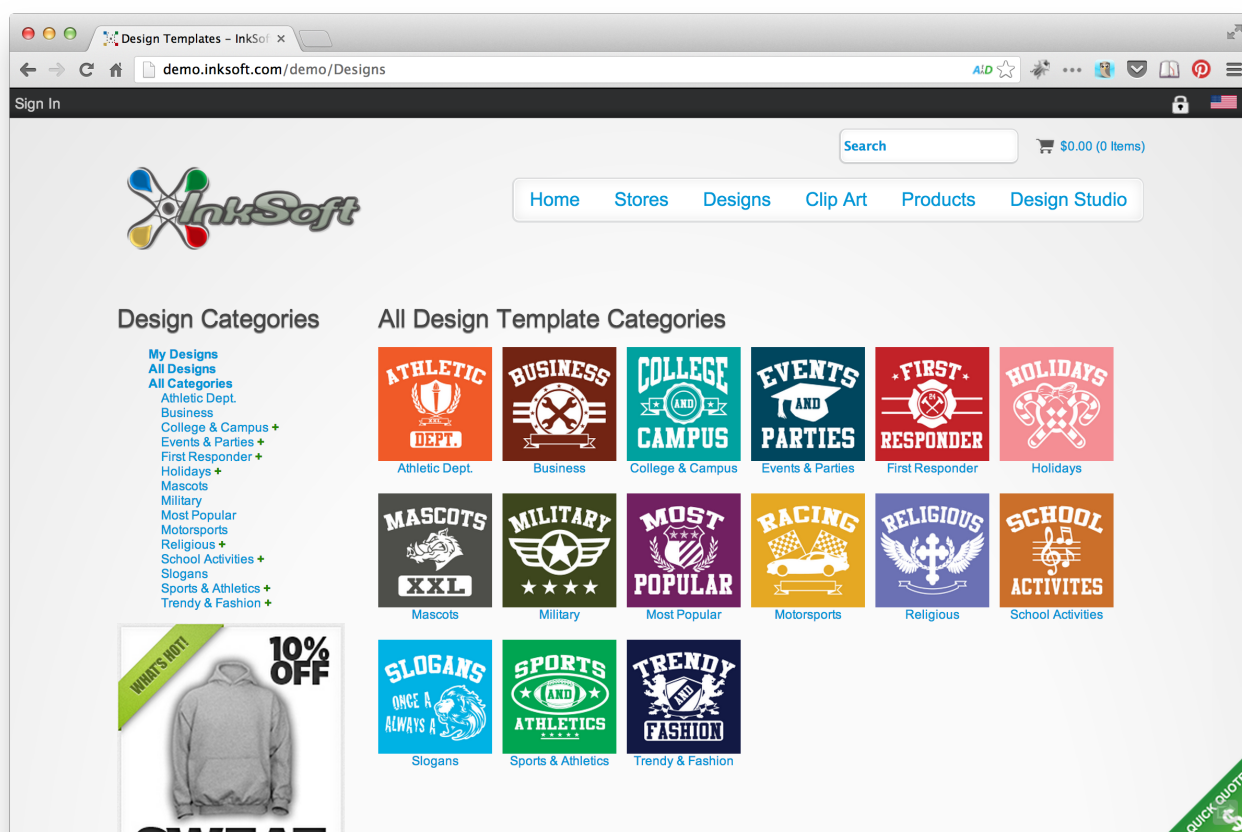 Design Templates - InkSof
demo.inksoft.com/demo/Designs
Sign In
Search
$0.00 (0 Items)
InkSoft
Home Stores Designs Clip Art Products Design Studio
Design Categories
My Designs
All Designs
All Categories
Athletic Dept.
Business
College & Campus +
Events & Parties +
First Responder +
Holidays +
Mascots
Military
Most Popular
Motorsports
Religious +
School Activities +
Slogans
Sports & Athletics +
Trendy & Fashion +
WHAT'S HOT!
10%
OFF
SWEAT
All Design Template Categories
ATHLETIC
XXL
DEPT.
Athletic Dept.
BUSINESS
Business
COLLEGE
AND
CAMPUS
College & Campus
EVENTS
AND
PARTIES
Events & Parties
FIRST
24
RESPONDER
First Responder
HOLIDAYS
Holidays
MASCOTS
XXL
Mascots
MILITARY
Military
MOST
POPULAR
Most Popular
RACING
Motorsports
RELIGIOUS
Religious
SCHOOL
ACTIVITES
School Activities
SLOGANS
ONCE A
ALWAYS A
Slogans
SPORTS
AND
ATHLETICS
Sports & Athletics
TRENDY
AND
FASHION
Trendy & Fashion
QUICK QUOTE
$